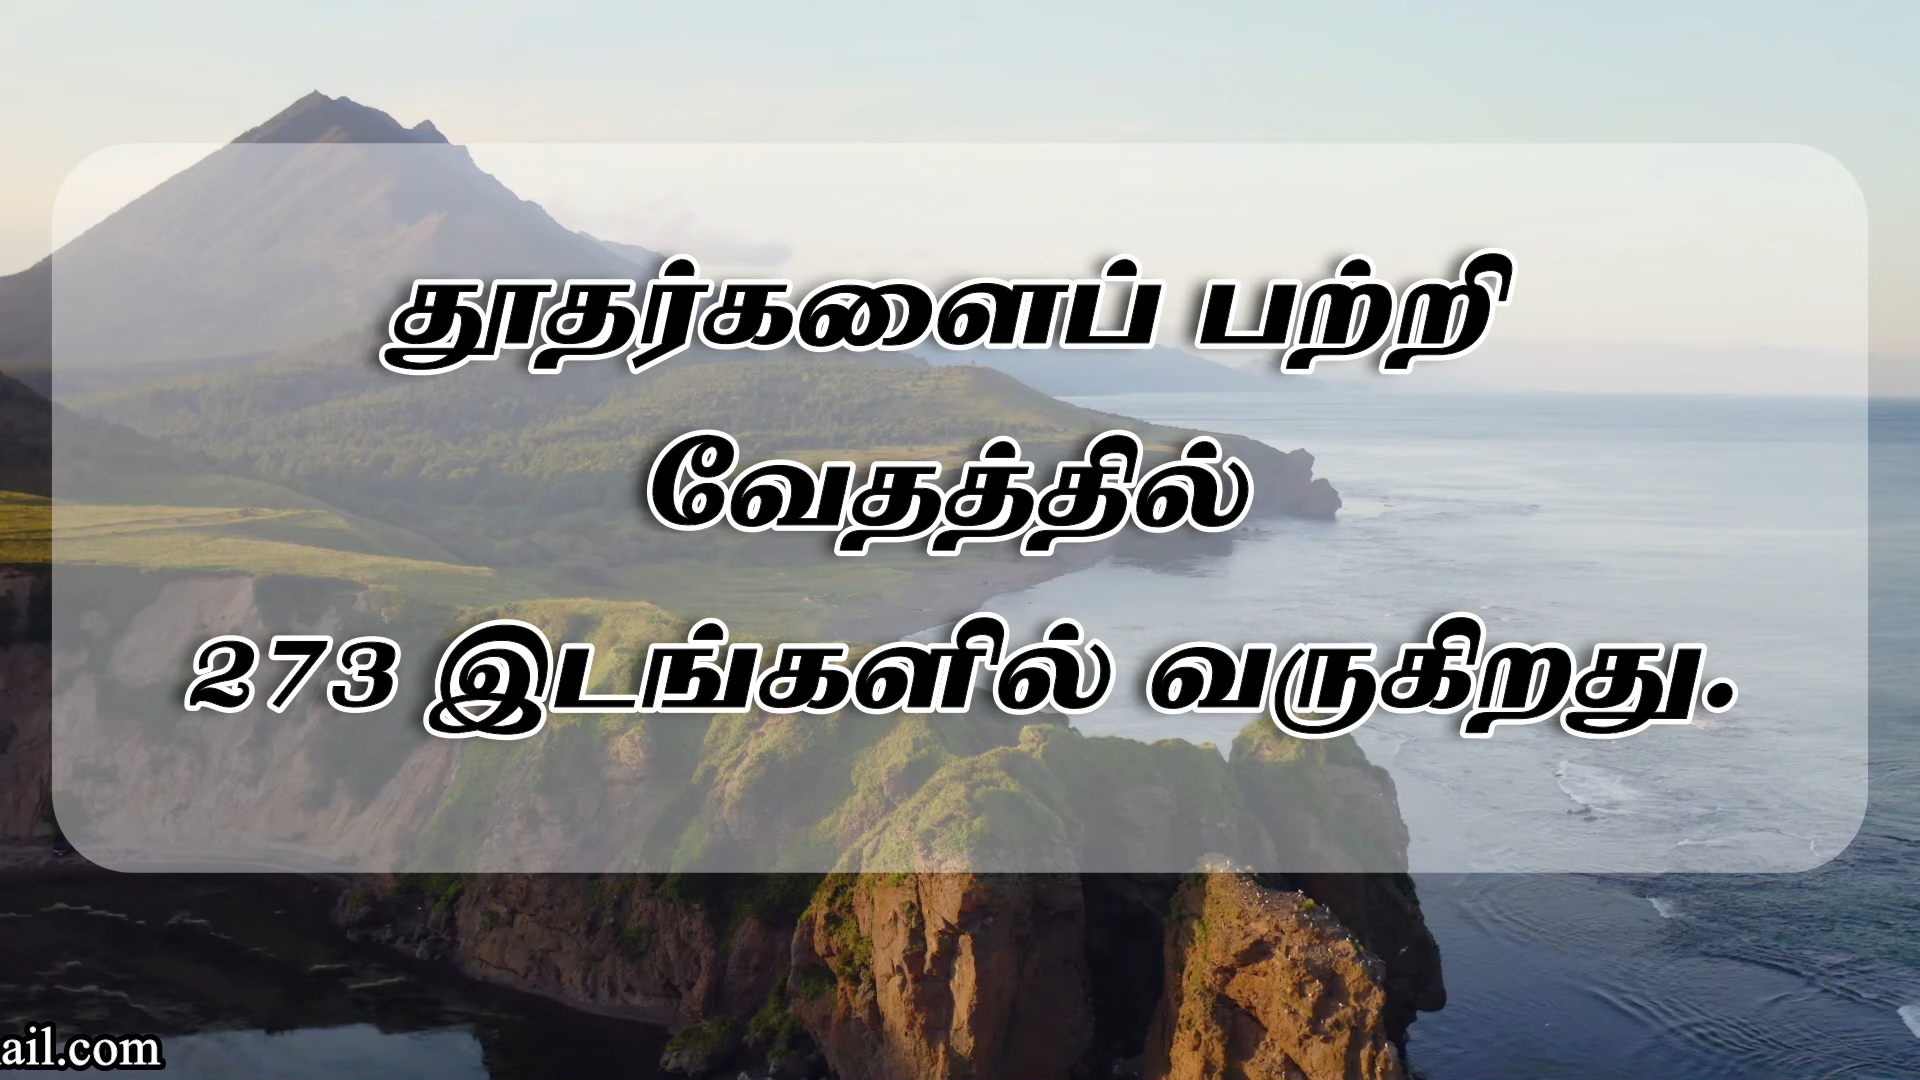 தூதர்களைப் பற்றி
வேதத்தில்
273 இடங்களில் வருகிறது.
ail.com